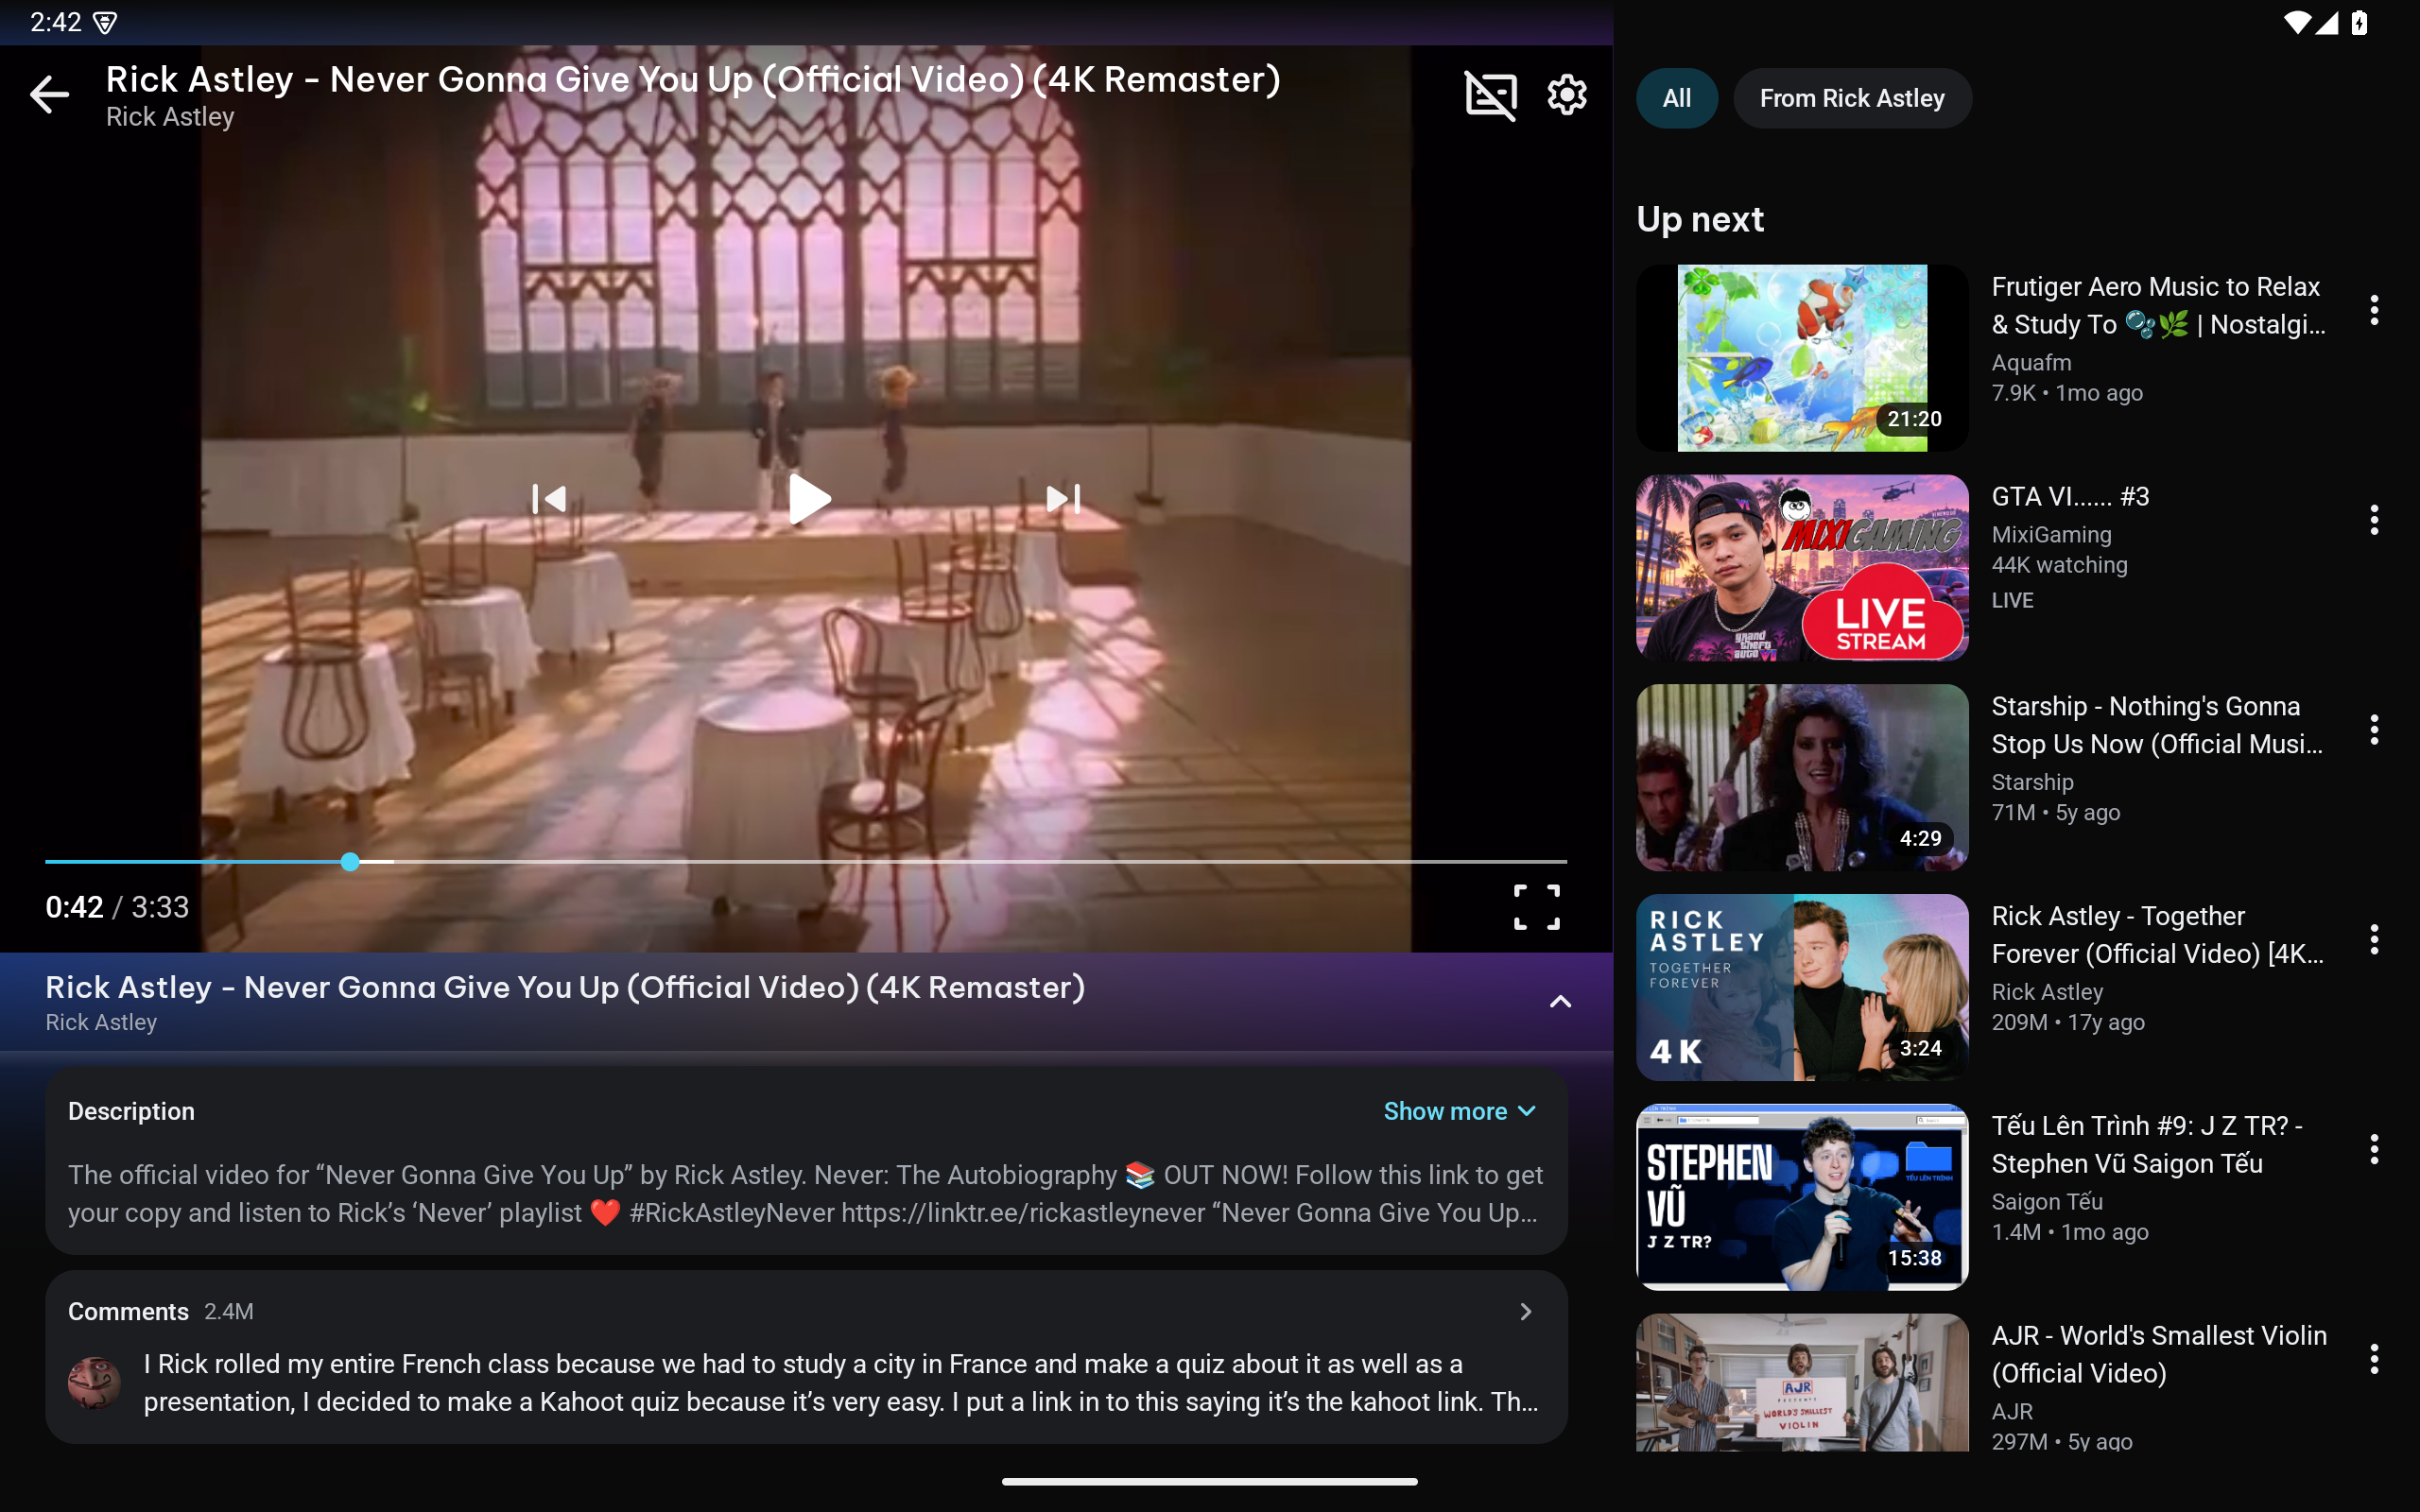 2:42
Rick Astley - Never Gonna Give You Up (Official Video) (4K Remaster)
Rick Astley
0:42 / 3:33
Rick Astley - Never Gonna Give You Up (Official Video) (4K Remaster)
Rick Astley
Description
Show more
The official video for “Never Gonna Give You Up” by Rick Astley. Never: The Autobiography 📚 OUT NOW! Follow this link to get
your copy and listen to Rick’s ‘Never’ playlist ❤️ #RickAstleyNever https://linktr.ee/rickastleynever “Never Gonna Give You Up...
Comments 2.4M
I Rick rolled my entire French class because we had to study a city in France and make a quiz about it as well as a
presentation, I decided to make a Kahoot quiz because it’s very easy. I put a link in to this saying it’s the kahoot link. Th...
All
From Rick Astley
Up next
21:20
Frutiger Aero Music to Relax
& Study To 🫧🌿 | Nostalgi...
Aquafm
7.9K • 1mo ago
MIXIGAMING
LIVE
STREAM
grand
theft
auto
VI
GTA VI...... #3
MixiGaming
44K watching
LIVE
4:29
Starship - Nothing's Gonna
Stop Us Now (Official Musi...
Starship
71M • 5y ago
RICK
ASTLEY
TOGETHER
FOREVER
4K
3:24
Rick Astley - Together
Forever (Official Video) [4K...
Rick Astley
209M • 17y ago
STEPHEN
VŨ
J Z TR?
TẾU LÊN TRÌNH
15:38
Tếu Lên Trình #9: J Z TR? -
Stephen Vũ Saigon Tếu
Saigon Tếu
1.4M • 1mo ago
AJR
PRESENTS
WORLD'S SMALLEST
VIOLIN
AJR - World's Smallest Violin
(Official Video)
AJR
297M • 5y ago